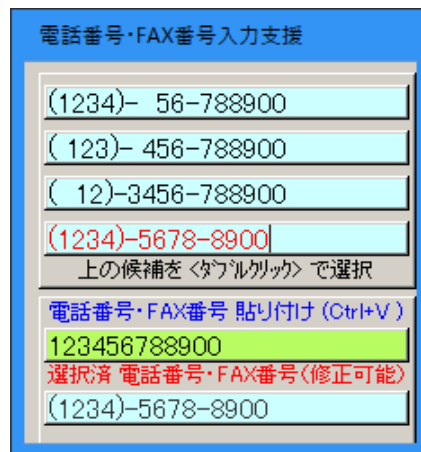 電話番号・FAX番号入力支援
(1234)-  56-788900
( 123)- 456-788900
(  12)-3456-788900
(1234)-5678-8900
上の候補を <ﾀﾞﾌﾞﾙｸﾘｯｸ> で選択
電話番号・FAX番号 貼り付け (Ctrl+V )
123456788900
選択済 電話番号・FAX番号(修正可能)
(1234)-5678-8900